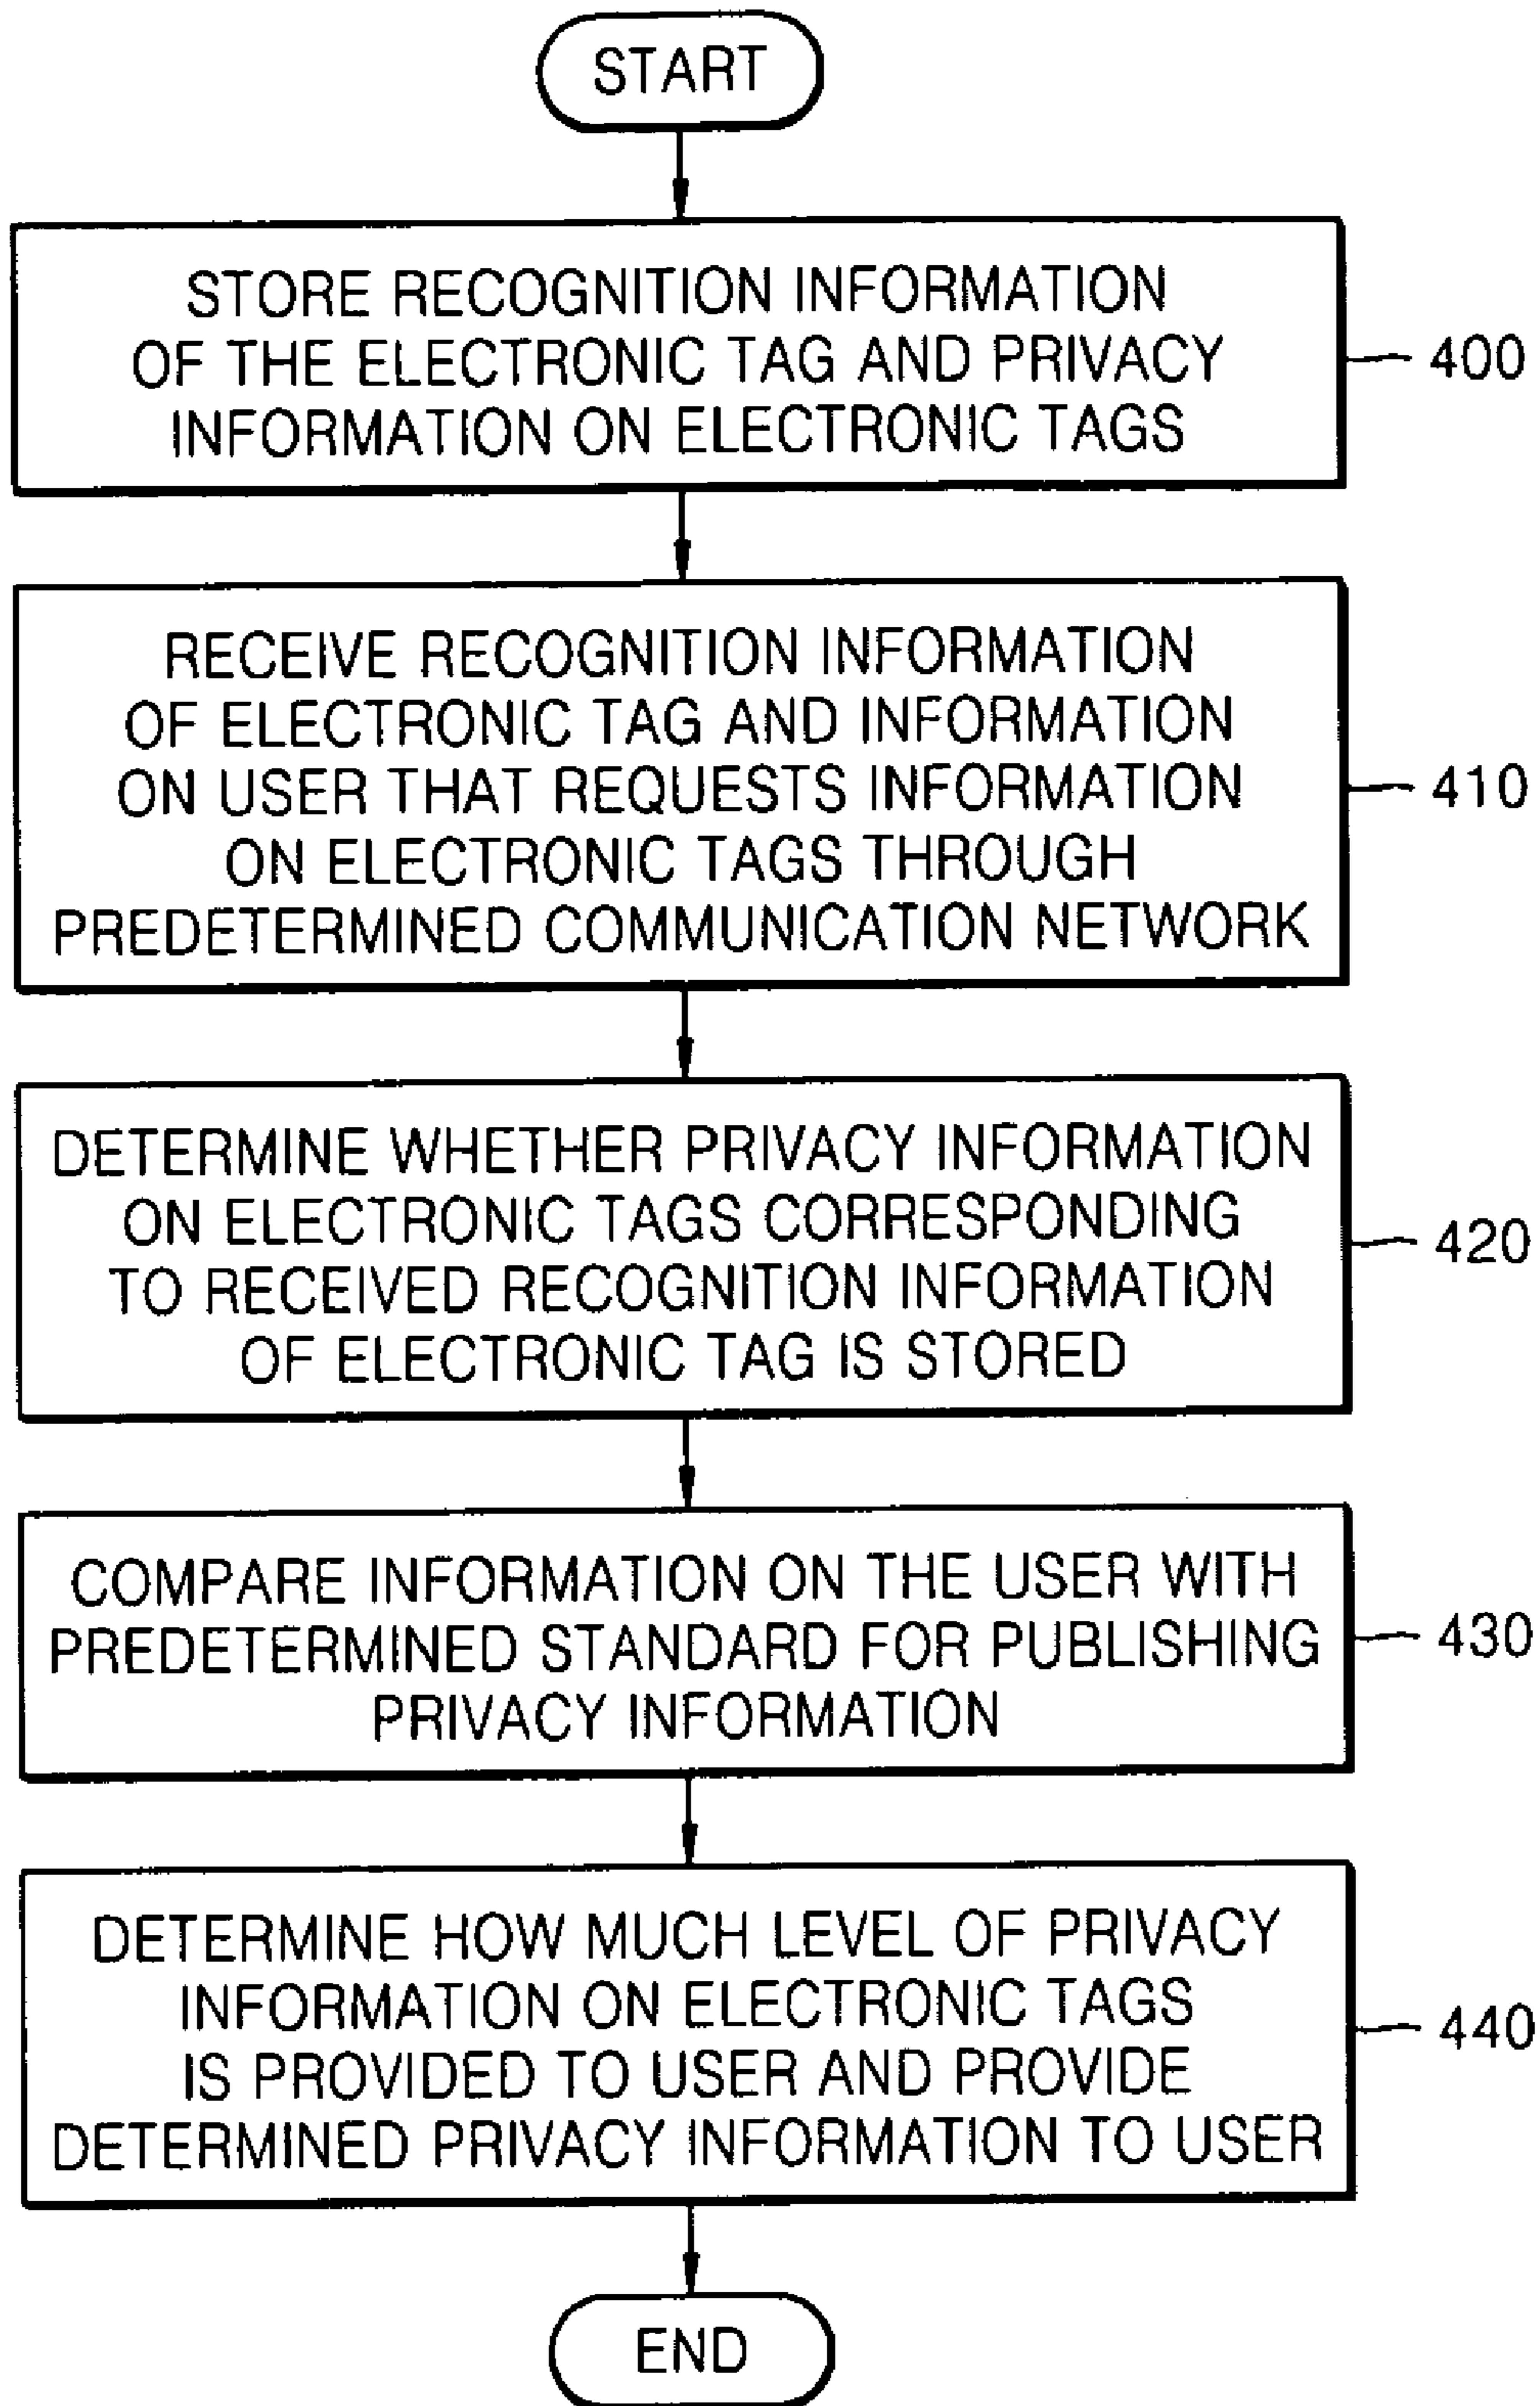 START
STORE RECOGNITION INFORMATION
OF THE ELECTRONIC TAG AND PRIVACY
INFORMATION ON ELECTRONIC TAGS
400
RECEIVE RECOGNITION INFORMATION
OF ELECTRONIC TAG AND INFORMATION
ON USER THAT REQUESTS INFORMATION
ON ELECTRONIC TAGS THROUGH
PREDETERMINED COMMUNICATION NETWORK
410
DETERMINE WHETHER PRIVACY INFORMATION
ON ELECTRONIC TAGS CORRESPONDING
TO RECEIVED RECOGNITION INFORMATION
OF ELECTRONIC TAG IS STORED
420
COMPARE INFORMATION ON THE USER WITH
PREDETERMINED STANDARD FOR PUBLISHING
PRIVACY INFORMATION
430
DETERMINE HOW MUCH LEVEL OF PRIVACY
INFORMATION ON ELECTRONIC TAGS
IS PROVIDED TO USER AND PROVIDE
DETERMINED PRIVACY INFORMATION TO USER
440
END